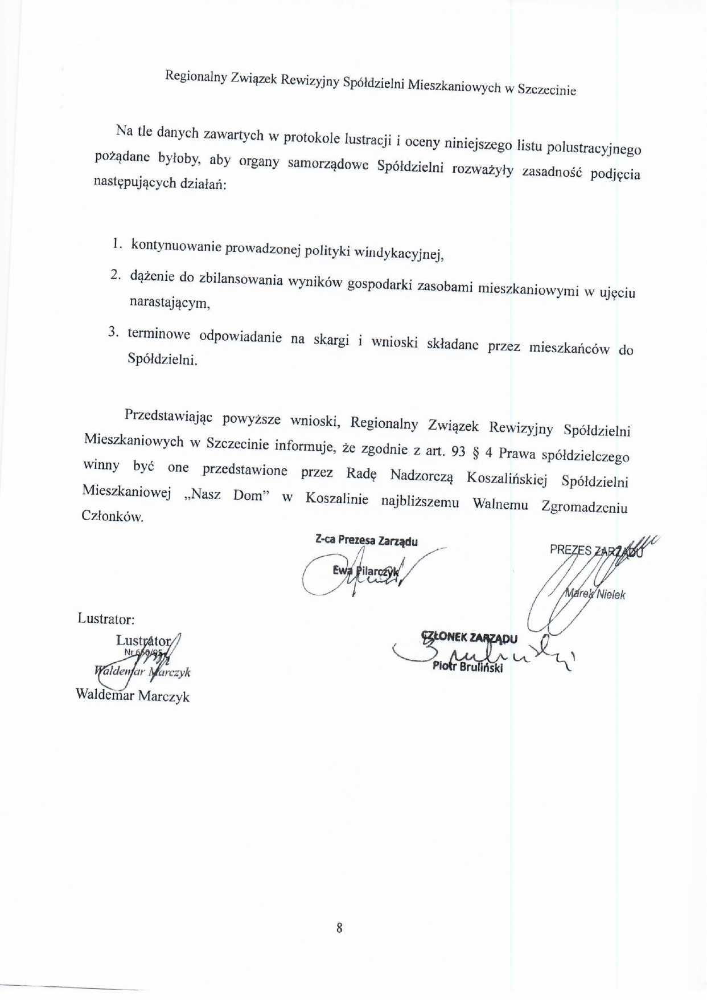 Regionalny Związek Rewizyjny Spółdzielni Mieszkaniowych w Szczecinie
Na tle danych zawartych w protokole lustracji i oceny niniejszego listu polustracyjnego
pożądane byłoby, aby organy samorządowe Spółdzielni rozważyły zasadność podjęcia
następujących działań:
1. kontynuowanie prowadzonej polityki windykacyjnej,
2. dążenie do zbilansowania wyników gospodarki zasobami mieszkaniowymi w ujęciu
narastającym,
3. terminowe odpowiadanie na skargi i wnioski składane przez mieszkańców do
Spółdzielni.
Przedstawiając powyższe wnioski, Regionalny Związek Rewizyjny Spółdzielni
Mieszkaniowych w Szczecinie informuje, że zgodnie z art. 93 § 4 Prawa spółdzielczego
winny być one przedstawione przez Radę Nadzorczą Koszalińskiej Spółdzielni
Mieszkaniowej „Nasz Dom” w Koszalinie najbliższemu Walnemu Zgromadzeniu
Członków.
Z-ca Prezesa Zarządu
Ewa Pilarczyk
PREZES ZARZĄDU
Marek Nielek
Lustrator:
Lustrator
Nr
Waldemar Marczyk
Waldemar Marczyk
CZŁONEK ZARZĄDU
Piotr Bruliński
8